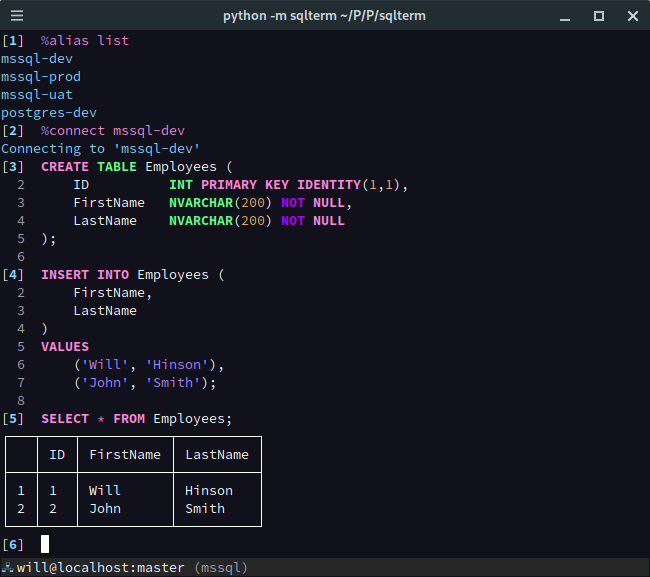 python -m sqlterm ~/P/P/sqlterm
[1]  %alias list
mssql-dev
mssql-prod
mssql-uat
postgres-dev
[2]  %connect mssql-dev
Connecting to 'mssql-dev'
[3]  CREATE TABLE Employees (
  2      ID          INT PRIMARY KEY IDENTITY(1,1),
  3      FirstName   NVARCHAR(200) NOT NULL,
  4      LastName    NVARCHAR(200) NOT NULL
  5  );
  6
[4]  INSERT INTO Employees (
  2      FirstName,
  3      LastName
  4  )
  5  VALUES
  6      ('Will', 'Hinson'),
  7      ('John', 'Smith');
  8
[5]  SELECT * FROM Employees;
ID FirstName LastName
1 1 Will Hinson
2 2 John Smith
[6]
will@localhost:master (mssql)